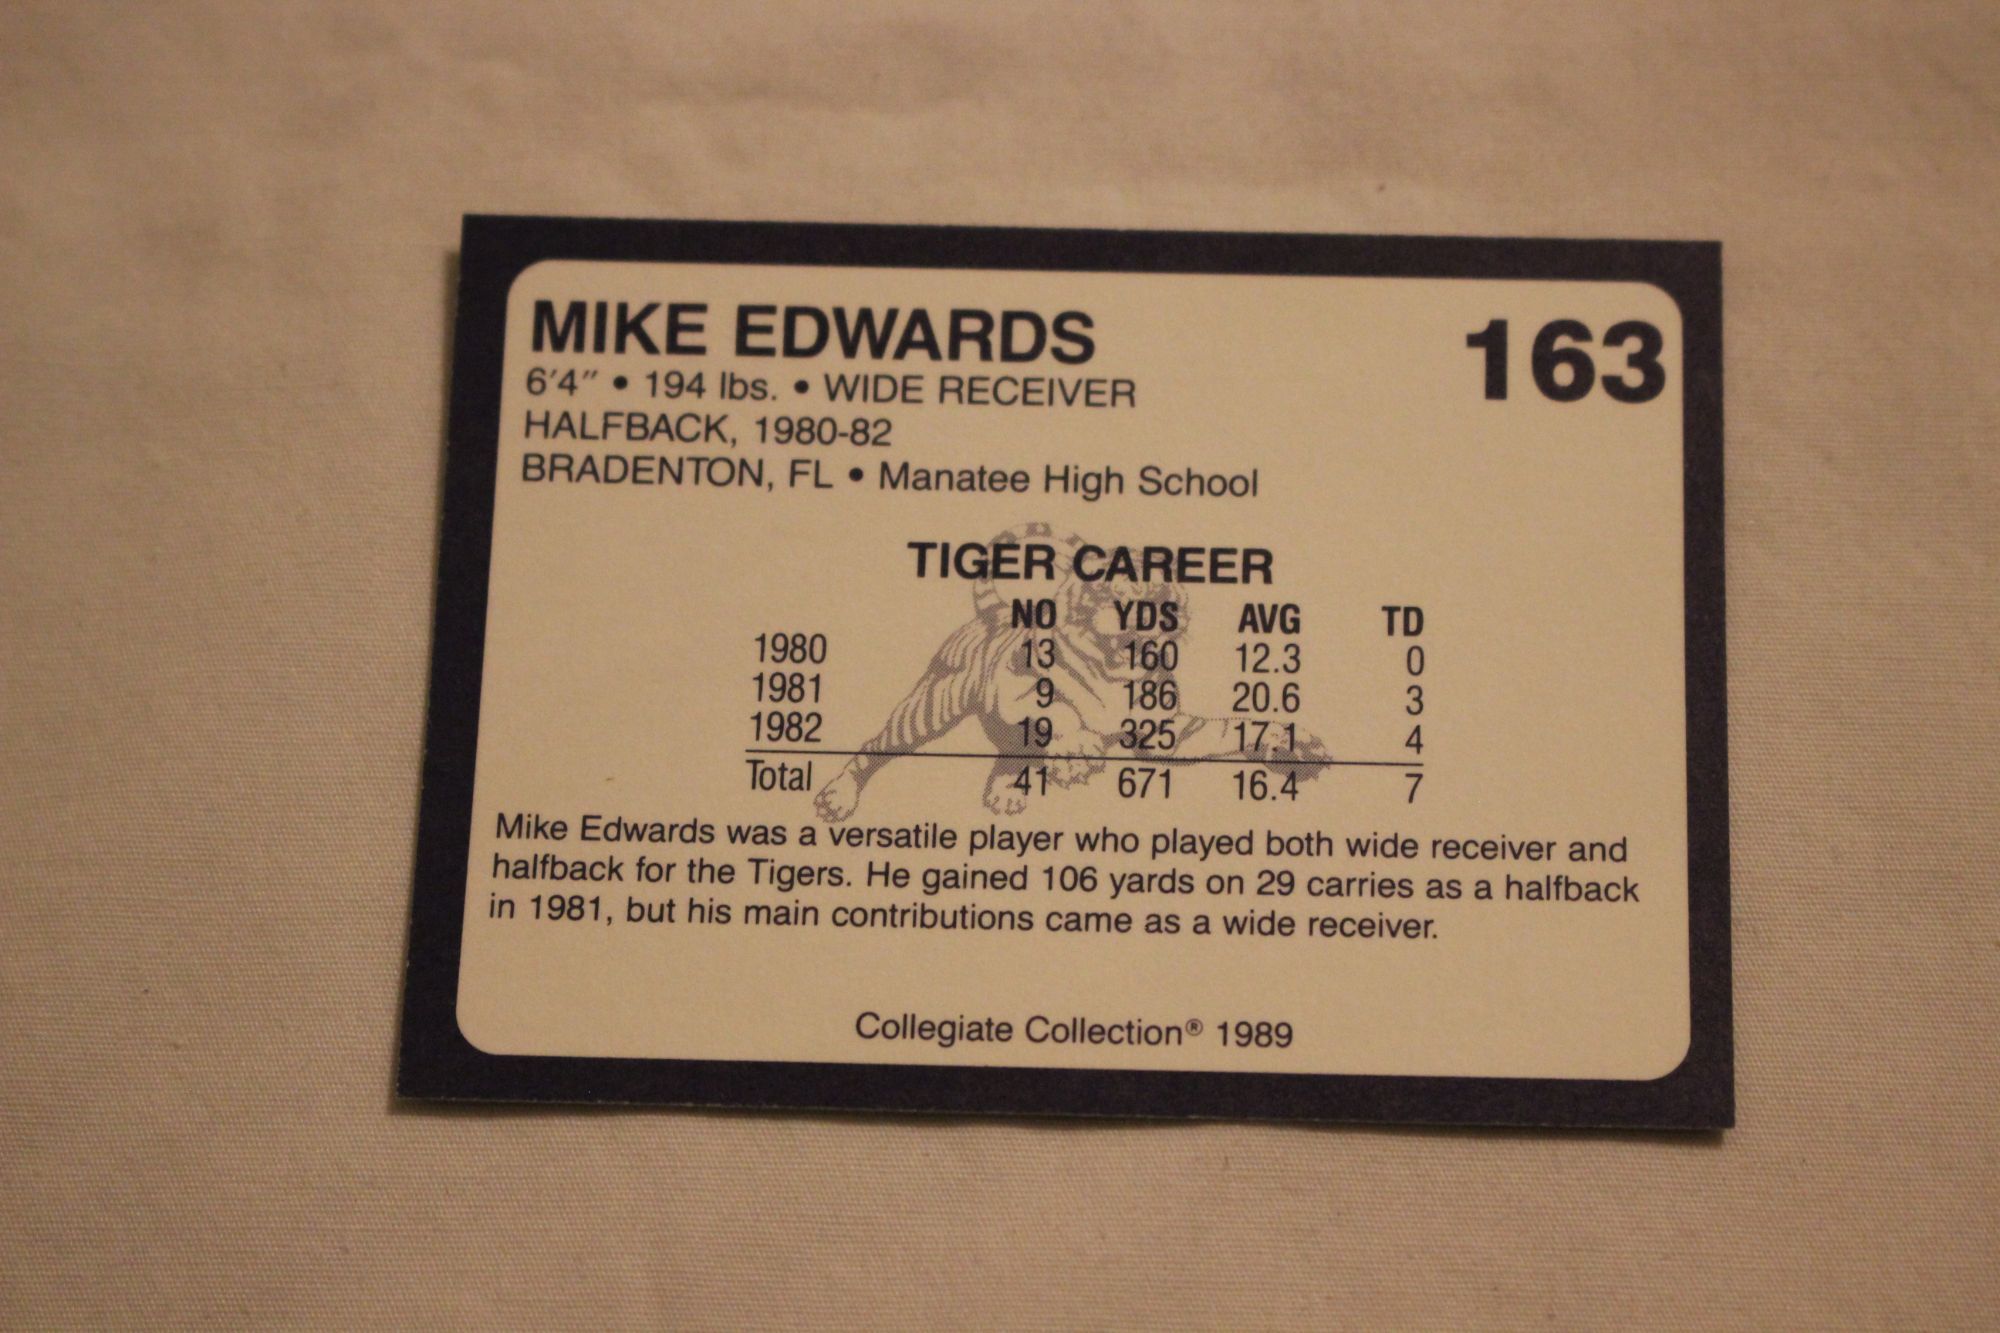 MIKE EDWARDS 163
6'4" • 194 lbs. • WIDE RECEIVER
HALFBACK, 1980-82
BRADENTON, FL • Manatee High School
TIGER CAREER
NO YDS AVG TD
1980 13 160 12.3 0
1981 9 186 20.6 3
1982 19 325 17.1 4
Total 41 671 16.4 7
Mike Edwards was a versatile player who played both wide receiver and
halfback for the Tigers. He gained 106 yards on 29 carries as a halfback
in 1981, but his main contributions came as a wide receiver.
Collegiate Collection® 1989